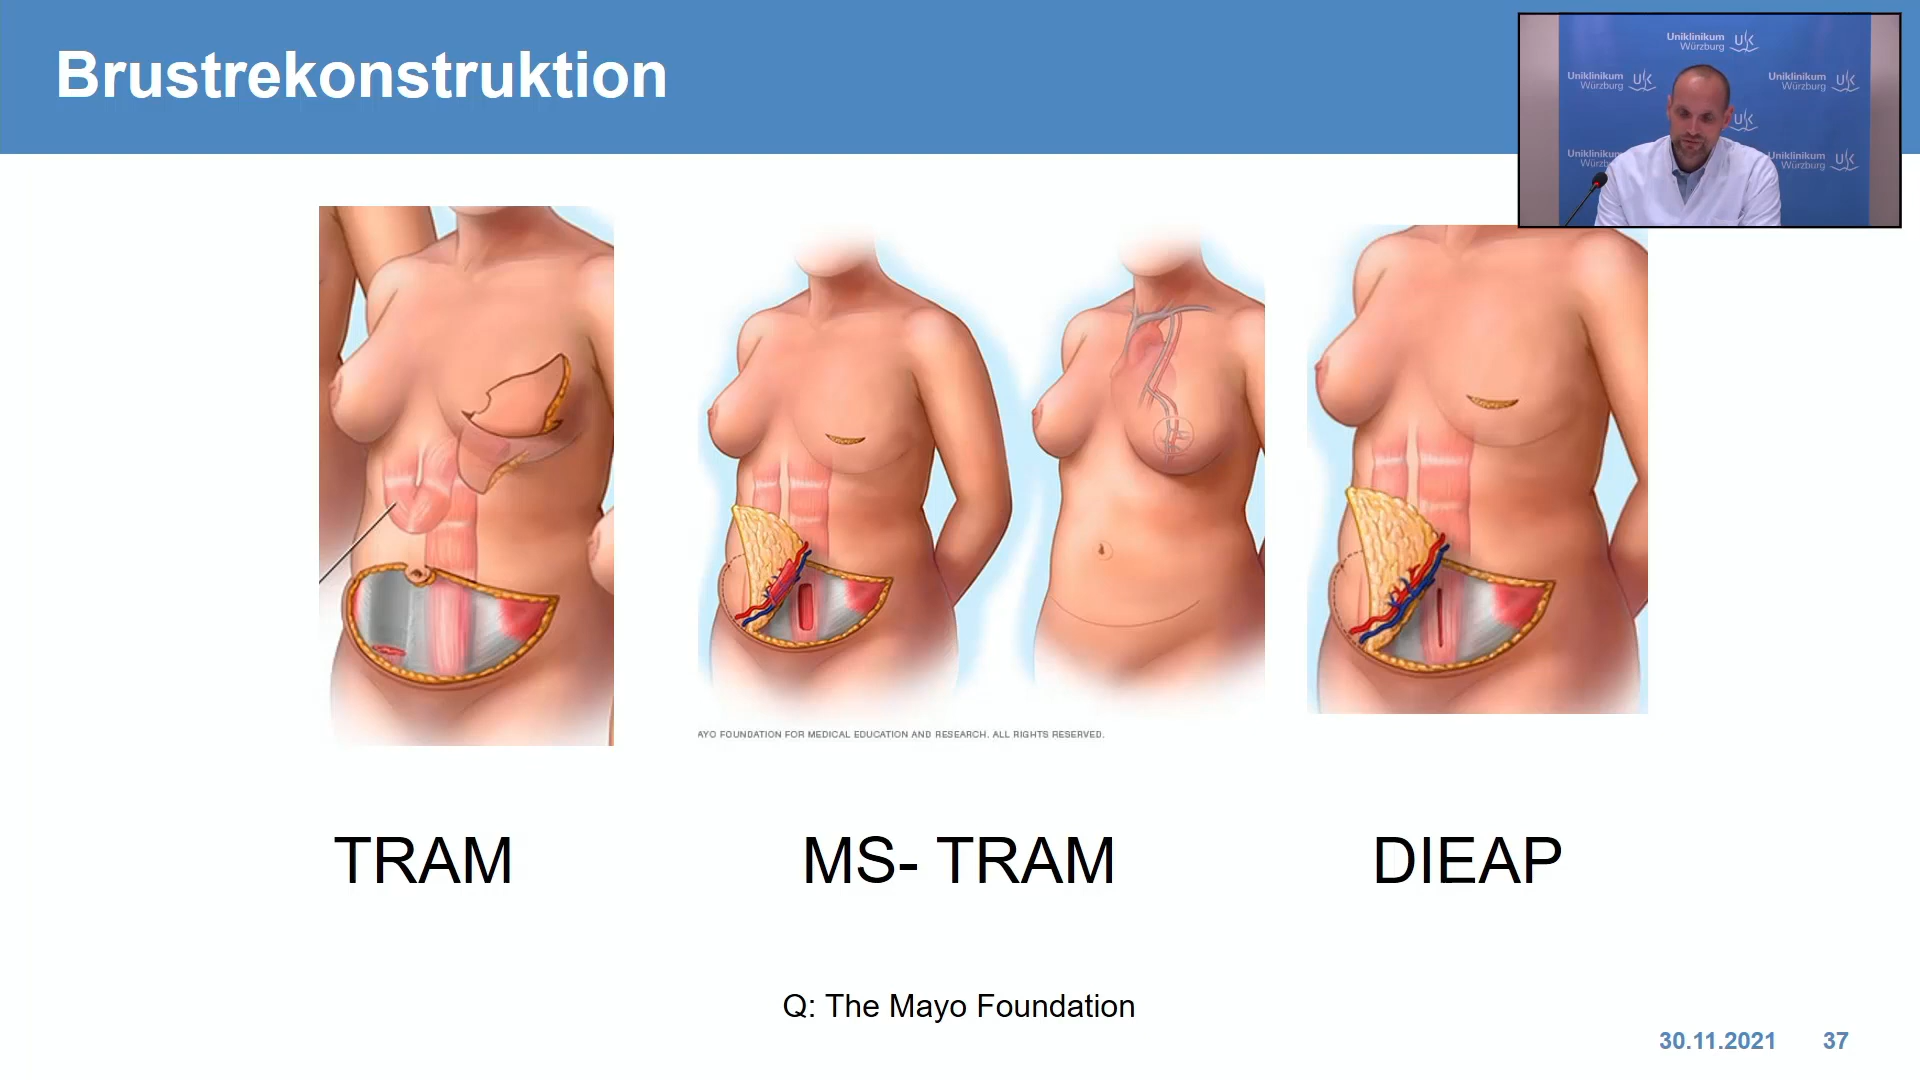 Brustrekonstruktion
Uniklinikum
Würzburg
Uniklinikum
Würzburg
Uniklinikum
Würzburg
Uniklinikum
Uniklinikum
Würzburg
AYO FOUNDATION FOR MEDICAL EDUCATION AND RESEARCH. ALL RIGHTS RESERVED.
TRAM
MS- TRAM
DIEAP
Q: The Mayo Foundation
30.11.2021
37